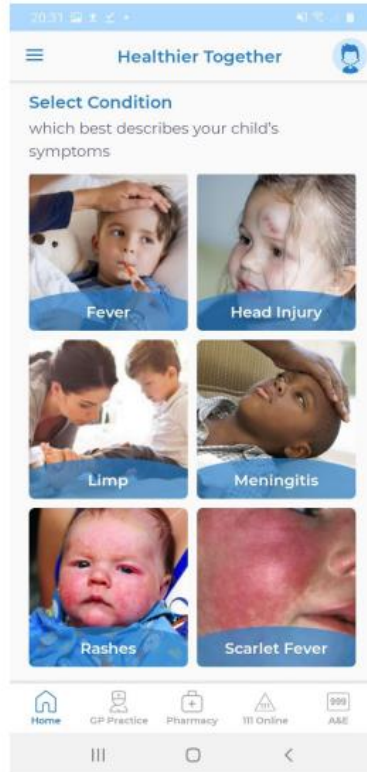 20:31
Healthier Together
Select Condition
which best describes your child's
symptoms
Fever
Head Injury
Limp
Meningitis
Rashes
Scarlet Fever
111
999
Home
GP Practice
Pharmacy
111 Online
A&E